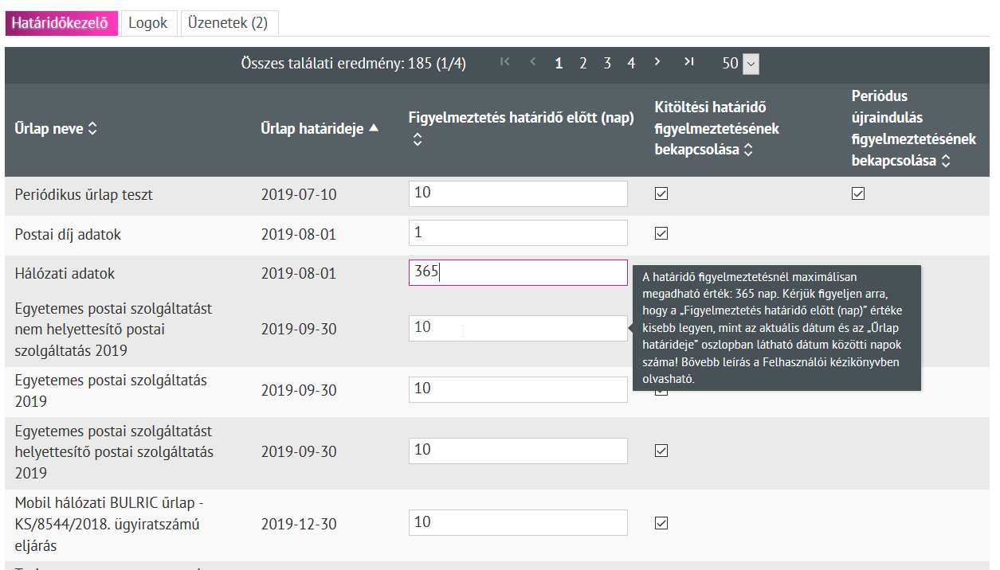 Határidőkezelő Logok Üzenetek (2)
Összes találati eredmény: 185 (1/4) 1 2 3 4 50
Űrlap neve Űrlap határideje Figyelmeztetés határidő előtt (nap)
Kitöltési határidő
figyelmeztetésének
bekapcsolása
Periódus
újraindulás
figyelmeztetésének
bekapcsolása
Periódikus űrlap teszt 2019-07-10 10
Postai díj adatok 2019-08-01 1
Hálózati adatok 2019-08-01 365
Egyetemes postai szolgáltatást
nem helyettesítő postai
szolgáltatás 2019
2019-09-30 10
A határidő figyelmeztetésnél maximálisan
megadható érték: 365 nap. Kérjük figyeljen arra,
hogy a „Figyelmeztetés határidő előtt (nap)” értéke
kisebb legyen, mint az aktuális dátum és az „Űrlap
határideje” oszlopban látható dátum közötti napok
száma! Bővebb leírás a Felhasználói kézikönyvben
olvasható.
Egyetemes postai szolgáltatás
2019
2019-09-30 10
Egyetemes postai szolgáltatást
helyettesítő postai szolgáltatás
2019
2019-09-30 10
Mobil hálózati BULRIC űrlap -
KS/8544/2018. ügyiratszámú
eljárás
2019-12-30 10